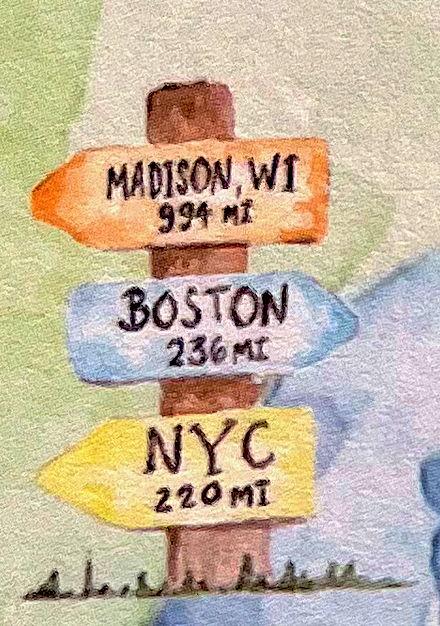 MADISON, WI
994 MI
BOSTON
236 MI
NYC
220 MI